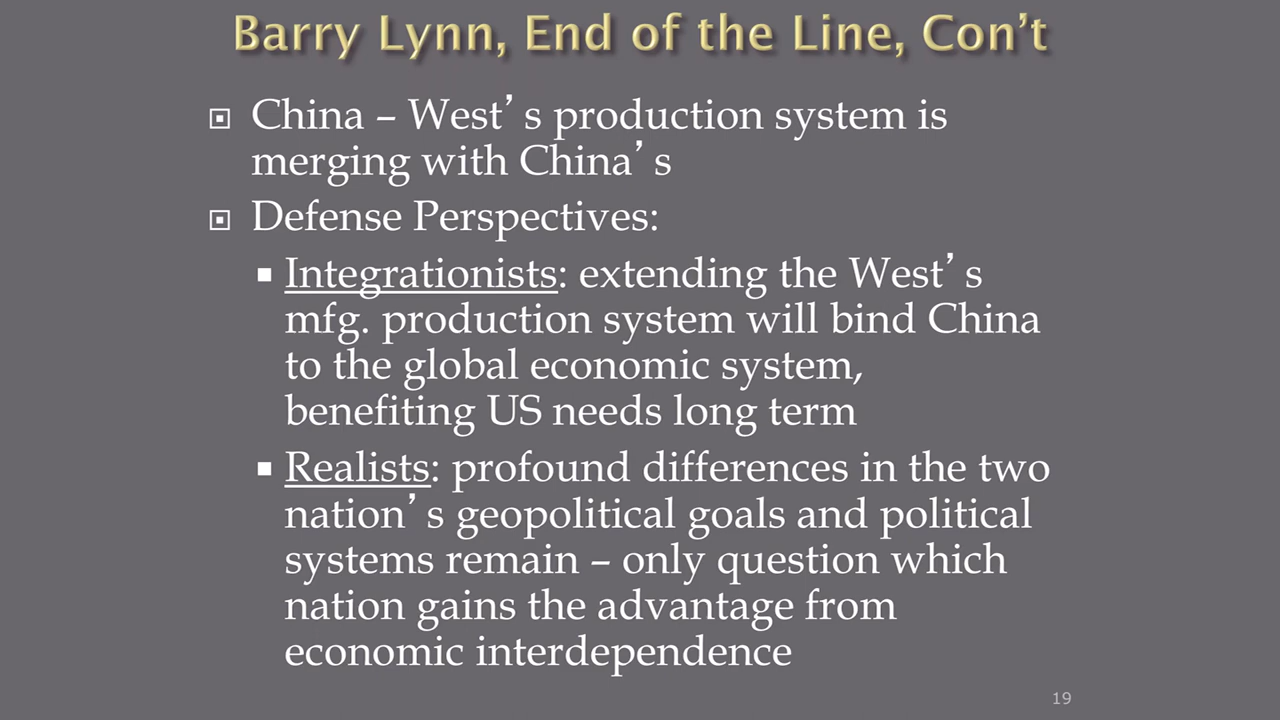 Barry Lynn, End of the Line, Con’t
China – West’s production system is
merging with China’s
Defense Perspectives:
Integrationists: extending the West’s
mfg. production system will bind China
to the global economic system,
benefiting US needs long term
Realists: profound differences in the two
nation’s geopolitical goals and political
systems remain – only question which
nation gains the advantage from
economic interdependence
19